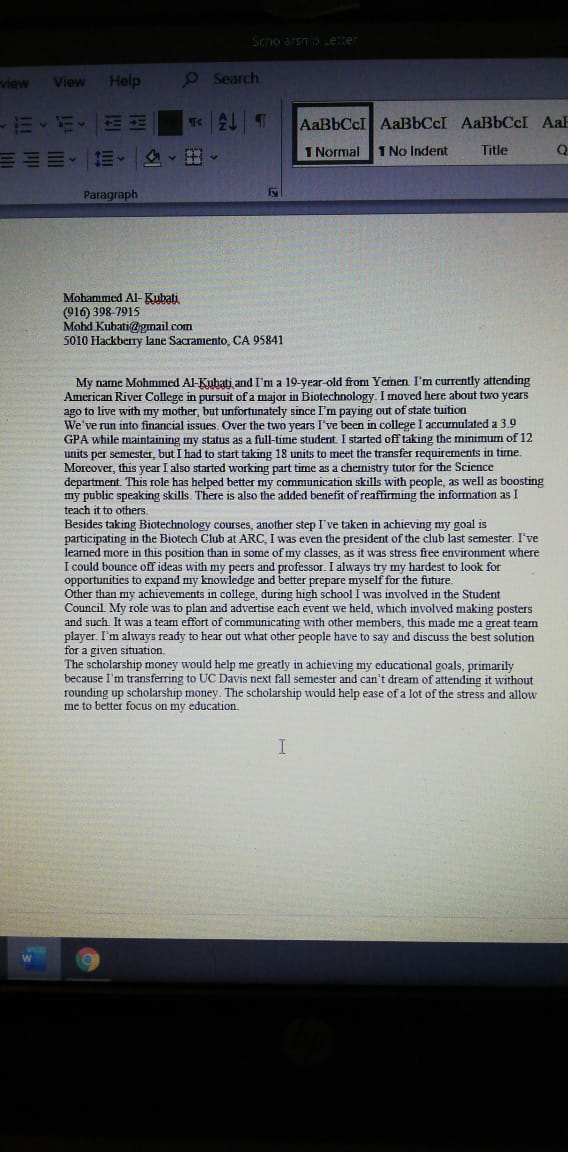 Scholarship Letter
view View Help Search
AaBbCcI AaBbCcI AaBbCcI AaI
¶ Normal ¶ No Indent Title
Paragraph
Mohammed Al- Kubati
(916) 398-7915
Mohd.Kubati@gmail.com
5010 Hackberry lane Sacramento, CA 95841
My name Mohmmed Al-Kubati and I'm a 19-year-old from Yemen. I'm currently attending
American River College in pursuit of a major in Biotechnology. I moved here about two years
ago to live with my mother, but unfortunately since I'm paying out of state tuition
We've run into financial issues. Over the two years I've been in college I accumulated a 3.9
GPA while maintaining my status as a full-time student. I started off taking the minimum of 12
units per semester, but I had to start taking 18 units to meet the transfer requirements in time.
Moreover, this year I also started working part time as a chemistry tutor for the Science
department. This role has helped better my communication skills with people, as well as boosting
my public speaking skills. There is also the added benefit of reaffirming the information as I
teach it to others.
Besides taking Biotechnology courses, another step I've taken in achieving my goal is
participating in the Biotech Club at ARC, I was even the president of the club last semester. I've
learned more in this position than in some of my classes, as it was stress free environment where
I could bounce off ideas with my peers and professor. I always try my hardest to look for
opportunities to expand my knowledge and better prepare myself for the future.
Other than my achievements in college, during high school I was involved in the Student
Council. My role was to plan and advertise each event we held, which involved making posters
and such. It was a team effort of communicating with other members, this made me a great team
player. I'm always ready to hear out what other people have to say and discuss the best solution
for a given situation.
The scholarship money would help me greatly in achieving my educational goals, primarily
because I'm transferring to UC Davis next fall semester and can't dream of attending it without
rounding up scholarship money. The scholarship would help ease of a lot of the stress and allow
me to better focus on my education.
W
hp